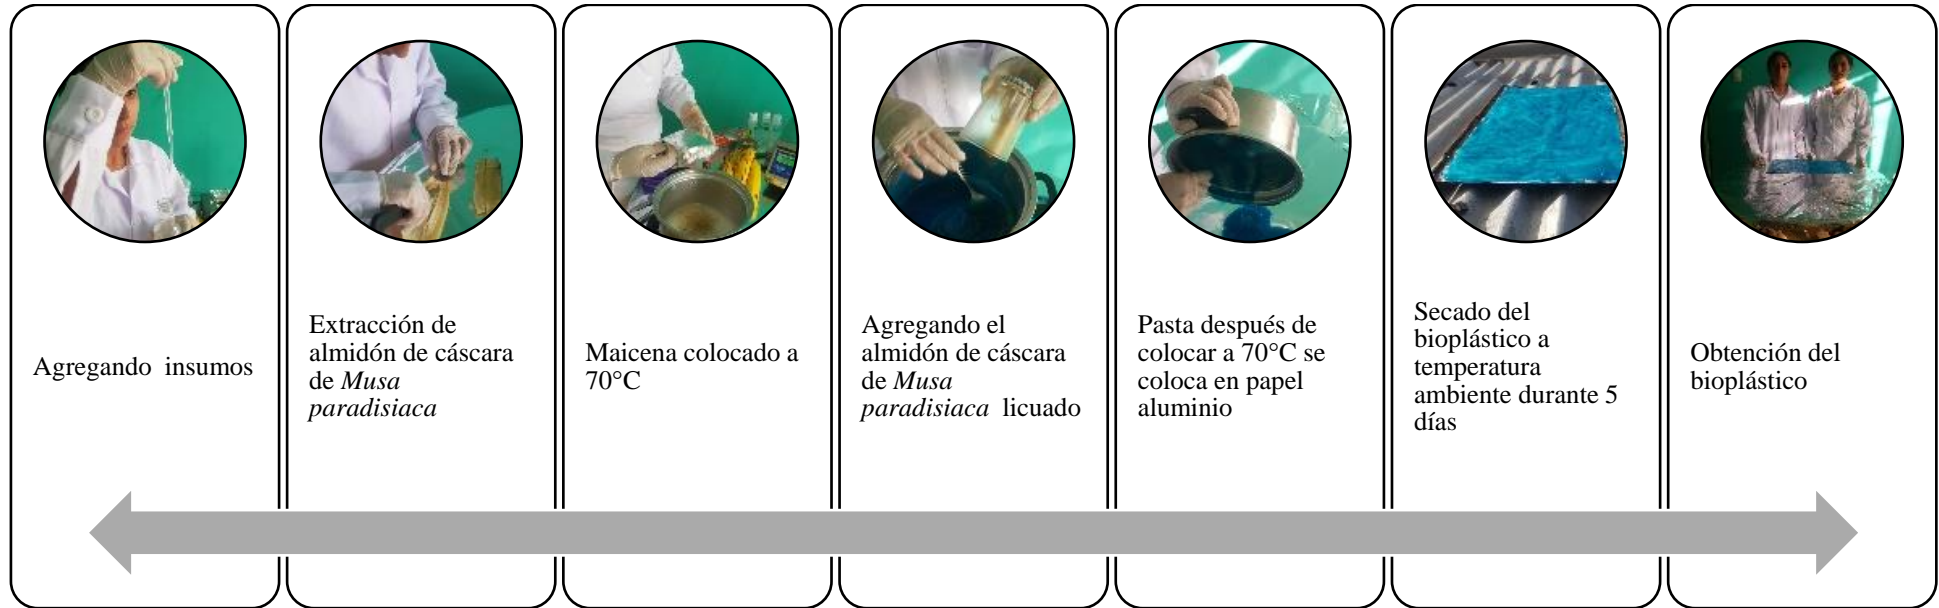 Agregando  insumos
Extracción de
almidón de cáscara
de Musa
paradisiaca
Maicena colocado a
70°C
Agregando el
almidón de cáscara
de Musa
paradisiaca  licuado
Pasta después de
colocar a 70°C se
coloca en papel
aluminio
Secado del
bioplástico a
temperatura
ambiente durante 5
días
Obtención del
bioplástico